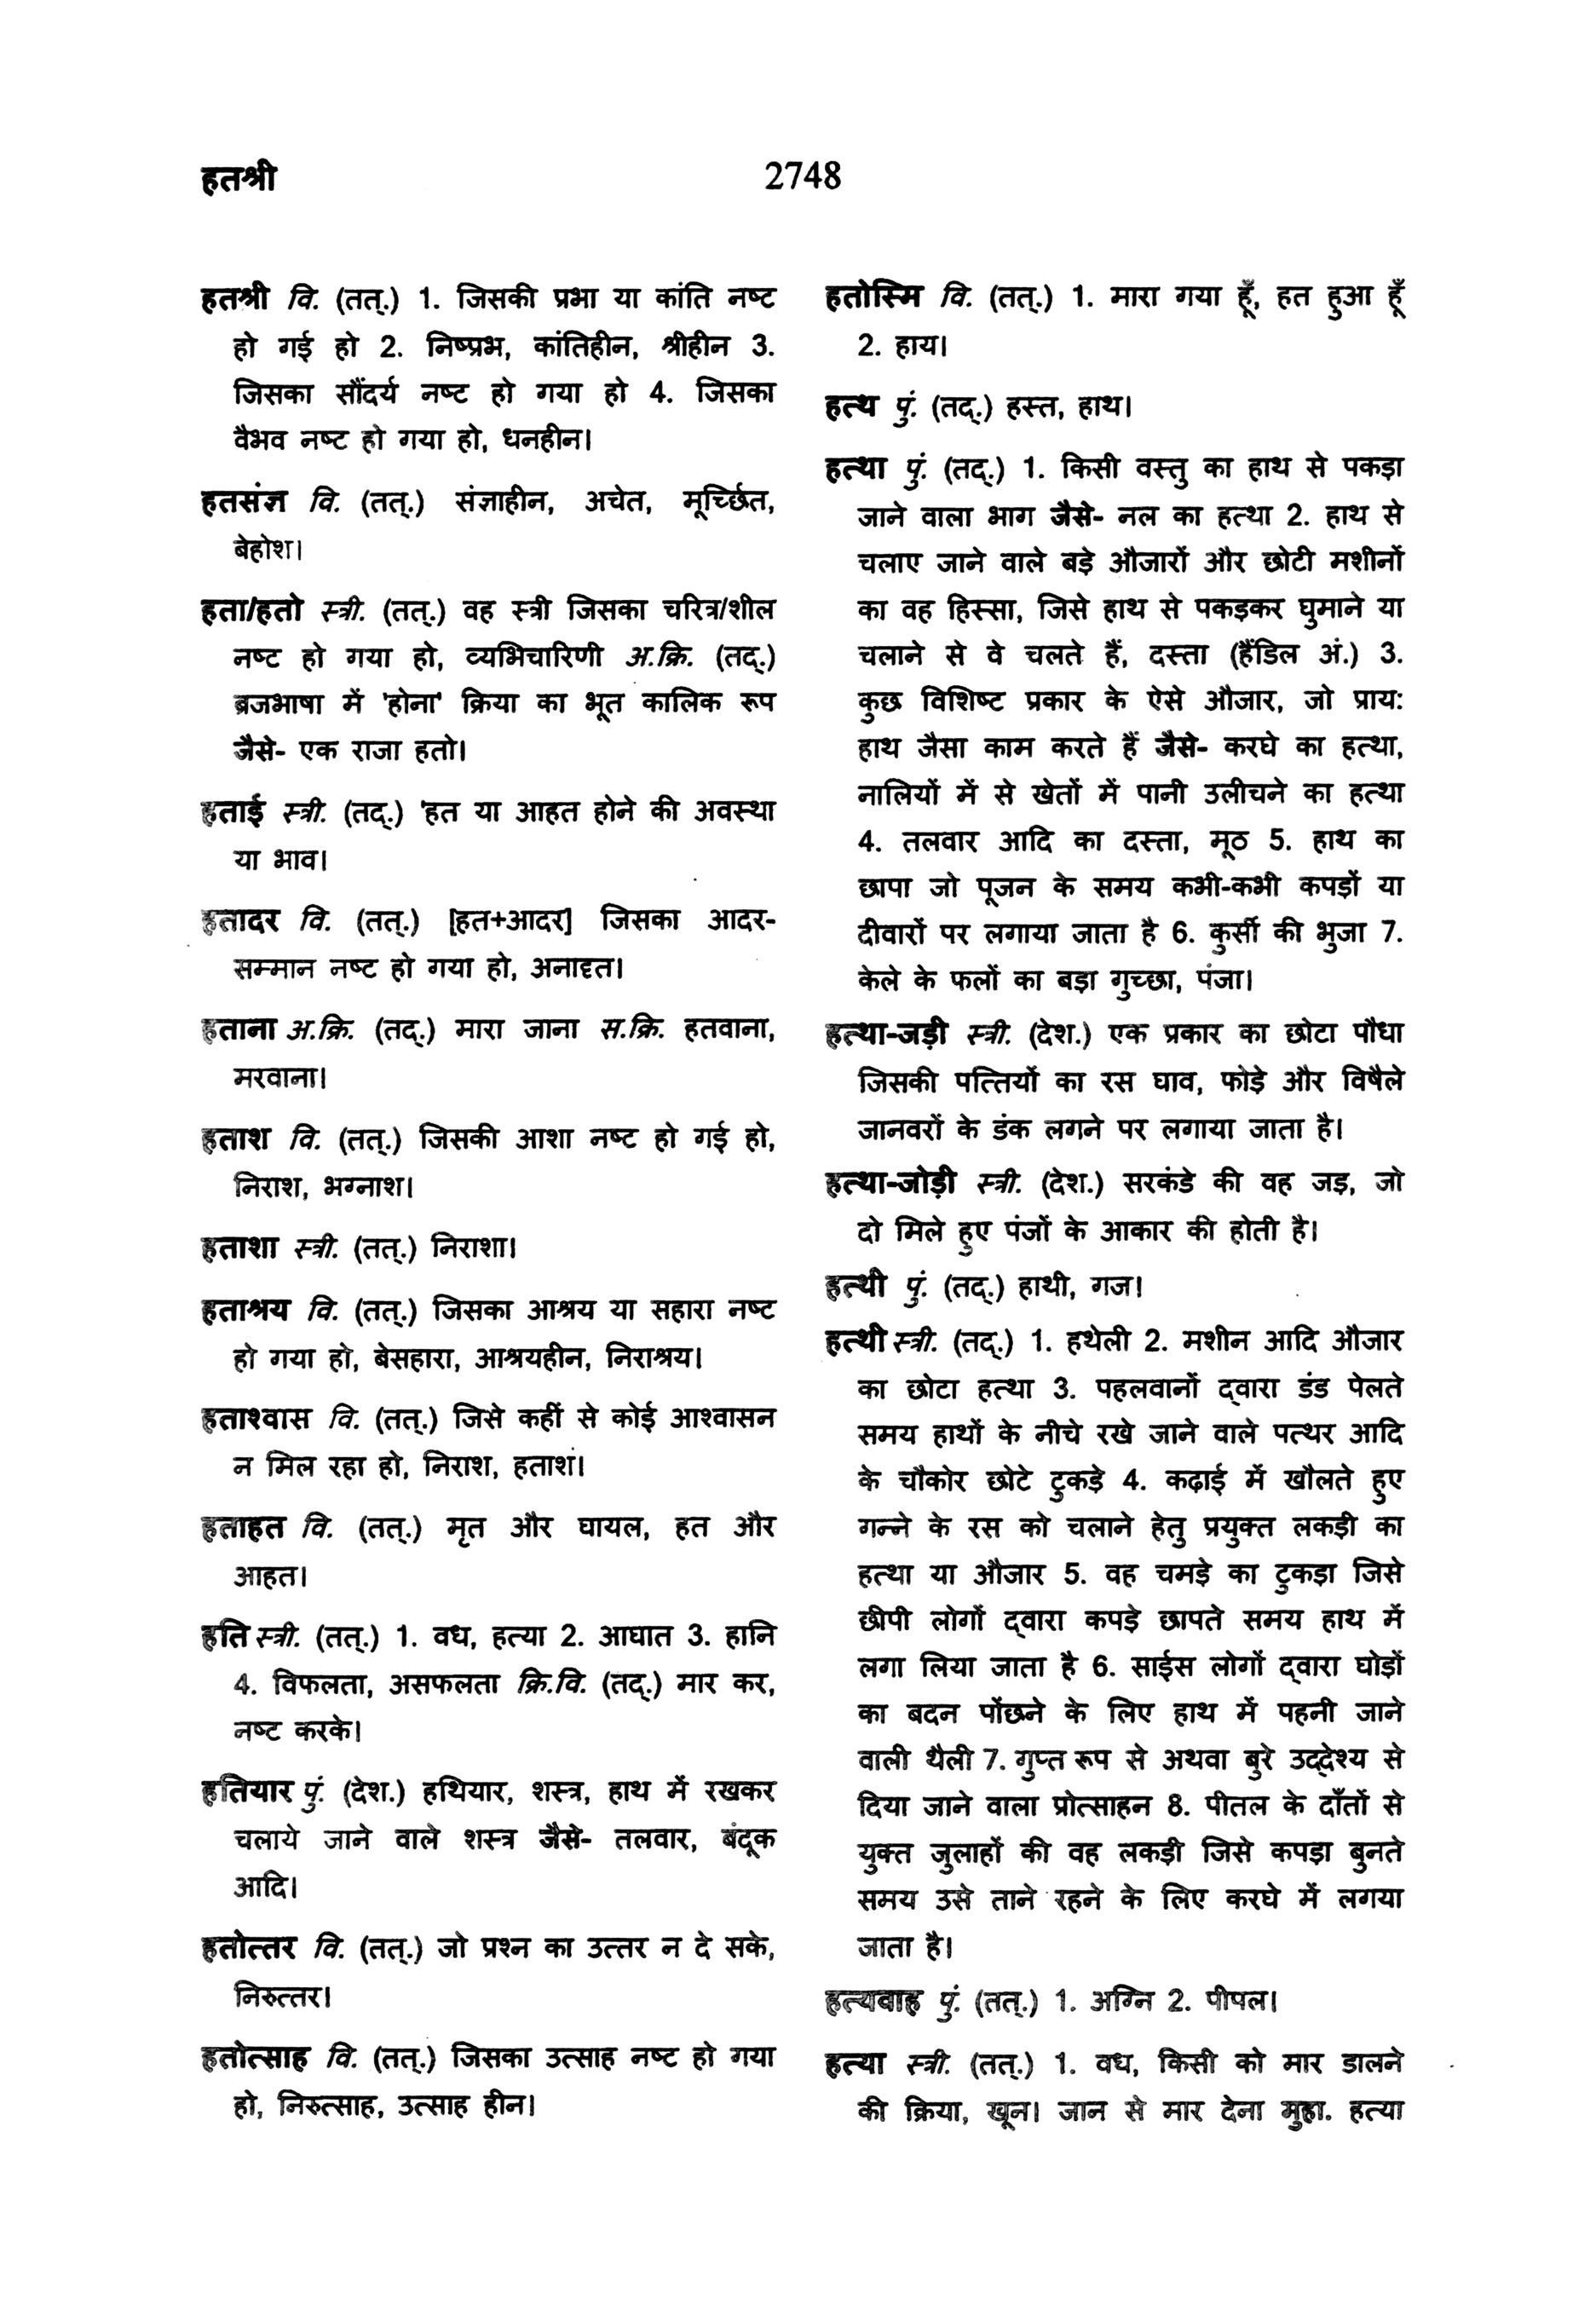 हतश्री
2748
हतश्री वि. (तत्.) 1. जिसकी प्रभा या कांति नष्ट
हो गई हो 2. निष्प्रभ, कांतिहीन, श्रीहीन 3.
जिसका सौंदर्य नष्ट हो गया हो 4. जिसका
वैभव नष्ट हो गया हो, धनहीन।
हतसंज्ञ वि. (तत्.) संज्ञाहीन, अचेत, मूर्च्छित,
बेहोश।
हता/हतो स्त्री. (तत्.) वह स्त्री जिसका चरित्र/शील
नष्ट हो गया हो, व्यभिचारिणी अ.क्रि. (तद्.)
ब्रजभाषा में 'होना' क्रिया का भूत कालिक रूप
जैसे- एक राजा हतो।
हताई स्त्री. (तद्.) 'हत या आहत होने की अवस्था
या भाव।
हतादर वि. (तत्.) [हत+आदर] जिसका आदर-
सम्मान नष्ट हो गया हो, अनादृत।
हताना अ.क्रि. (तद्.) मारा जाना स.क्रि. हतवाना,
मरवाना।
हताश वि. (तत्.) जिसकी आशा नष्ट हो गई हो,
निराश, भग्नाश।
हताशा स्त्री. (तत्.) निराशा।
हताश्रय वि. (तत्.) जिसका आश्रय या सहारा नष्ट
हो गया हो, बेसहारा, आश्रयहीन, निराश्रय।
हताश्वास वि. (तत्.) जिसे कहीं से कोई आश्वासन
न मिल रहा हो, निराश, हताश।
हताहत वि. (तत्.) मृत और घायल, हत और
आहत।
हति स्त्री. (तत्.) 1. वध, हत्या 2. आघात 3. हानि
4. विफलता, असफलता क्रि.वि. (तद्.) मार कर,
नष्ट करके।
हतियार पुं. (देश.) हथियार, शस्त्र, हाथ में रखकर
चलाये जाने वाले शस्त्र जैसे- तलवार, बंदूक
आदि।
हतोत्तर वि. (तत्.) जो प्रश्न का उत्तर न दे सके,
निरुत्तर।
हतोत्साह वि. (तत्.) जिसका उत्साह नष्ट हो गया
हो, निरुत्साह, उत्साह हीन।
हतोस्मि वि. (तत्.) 1. मारा गया हूँ, हत हुआ हूँ
2. हाय।
हत्थ पुं. (तद्.) हस्त, हाथ।
हत्था पुं. (तद्.) 1. किसी वस्तु का हाथ से पकड़ा
जाने वाला भाग जैसे- नल का हत्था 2. हाथ से
चलाए जाने वाले बड़े औजारों और छोटी मशीनों
का वह हिस्सा, जिसे हाथ से पकड़कर घुमाने या
चलाने से वे चलते हैं, दस्ता (हैंडिल अं.) 3.
कुछ विशिष्ट प्रकार के ऐसे औजार, जो प्राय:
हाथ जैसा काम करते हैं जैसे- करघे का हत्था,
नालियों में से खेतों में पानी उलीचने का हत्था
4. तलवार आदि का दस्ता, मूठ 5. हाथ का
छापा जो पूजन के समय कभी-कभी कपड़ों या
दीवारों पर लगाया जाता है 6. कुर्सी की भुजा 7.
केले के फलों का बड़ा गुच्छा, पंजा।
हत्था-जड़ी स्त्री. (देश.) एक प्रकार का छोटा पौधा
जिसकी पत्तियों का रस घाव, फोड़े और विषैले
जानवरों के डंक लगने पर लगाया जाता है।
हत्था-जोड़ी स्त्री. (देश.) सरकंडे की वह जड़, जो
दो मिले हुए पंजों के आकार की होती है।
हत्थी पुं. (तद्.) हाथी, गज।
हत्थी स्त्री. (तद्.) 1. हथेली 2. मशीन आदि औजार
का छोटा हत्था 3. पहलवानों द्वारा डंड पेलते
समय हाथों के नीचे रखे जाने वाले पत्थर आदि
के चौकोर छोटे टुकड़े 4. कढ़ाई में खौलते हुए
गन्ने के रस को चलाने हेतु प्रयुक्त लकड़ी का
हत्था या औजार 5. वह चमड़े का टुकड़ा जिसे
छीपी लोगों द्वारा कपड़े छापते समय हाथ में
लगा लिया जाता है 6. साईस लोगों द्वारा घोड़ों
का बदन पोंछने के लिए हाथ में पहनी जाने
वाली थैली 7. गुप्त रूप से अथवा बुरे उद्देश्य से
दिया जाने वाला प्रोत्साहन 8. पीतल के दाँतों से
युक्त जुलाहों की वह लकड़ी जिसे कपड़ा बुनते
समय उसे ताने रहने के लिए करघे में लगया
जाता है।
हत्यवाह पुं. (तत्.) 1. अग्नि 2. पीपल।
हत्या स्त्री. (तत्.) 1. वध, किसी को मार डालने
की क्रिया, खून। जान से मार देना मुहा. हत्या